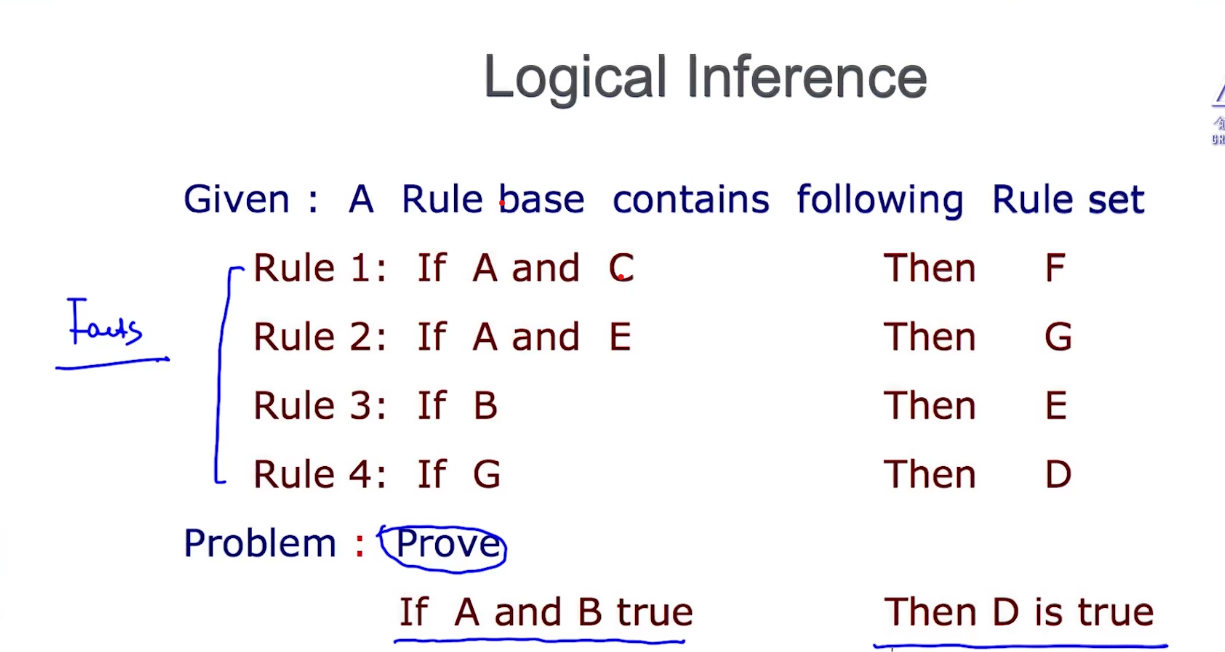 Logical Inference
Given : A Rule base contains following Rule set
Rule 1: If A and C Then F
Facts
Rule 2: If A and E Then G
Rule 3: If B Then E
Rule 4: If G Then D
Problem : Prove
If A and B true Then D is true